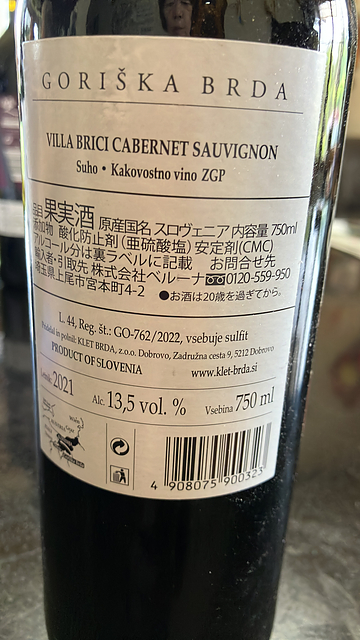 GORIŠKA BRDA
VILLA BRICI CABERNET SAUVIGNON
Suho • Kakovostno vino ZGP
品目 果実酒 原産国名 スロヴェニア 内容量 750ml
添加物 酸化防止剤(亜硫酸塩) 安定剤(CMC)
アルコール分は裏ラベルに記載 お問合せ先
輸入者・引取先 株式会社ベルーナ 0120-559-950
埼玉県上尾市宮本町4-2 ●お酒は20歳を過ぎてから。
L. 44, Reg. št.: GO-762/2022, vsebuje sulfit
Pridelal in polnil: KLET BRDA, z.o.o. Dobrovo, Zadružna cesta 9, 5212 Dobrovo
PRODUCT OF SLOVENIA www.klet-brda.si
Letnik: 2021 Alc. 13,5 vol. % Vsebina 750 ml
4 908075 900323